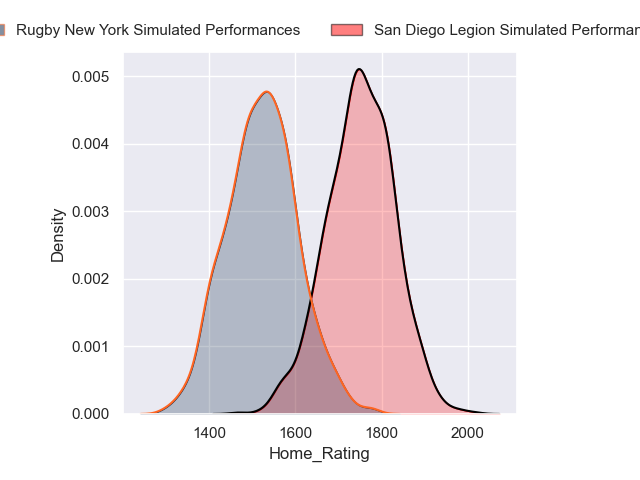 Rugby New York Simulated Performances San Diego Legion Simulated
0.005
0.004
0.003
0.002
0.001
0.000
Density
1400 1600 1800 2000
Home_Rating